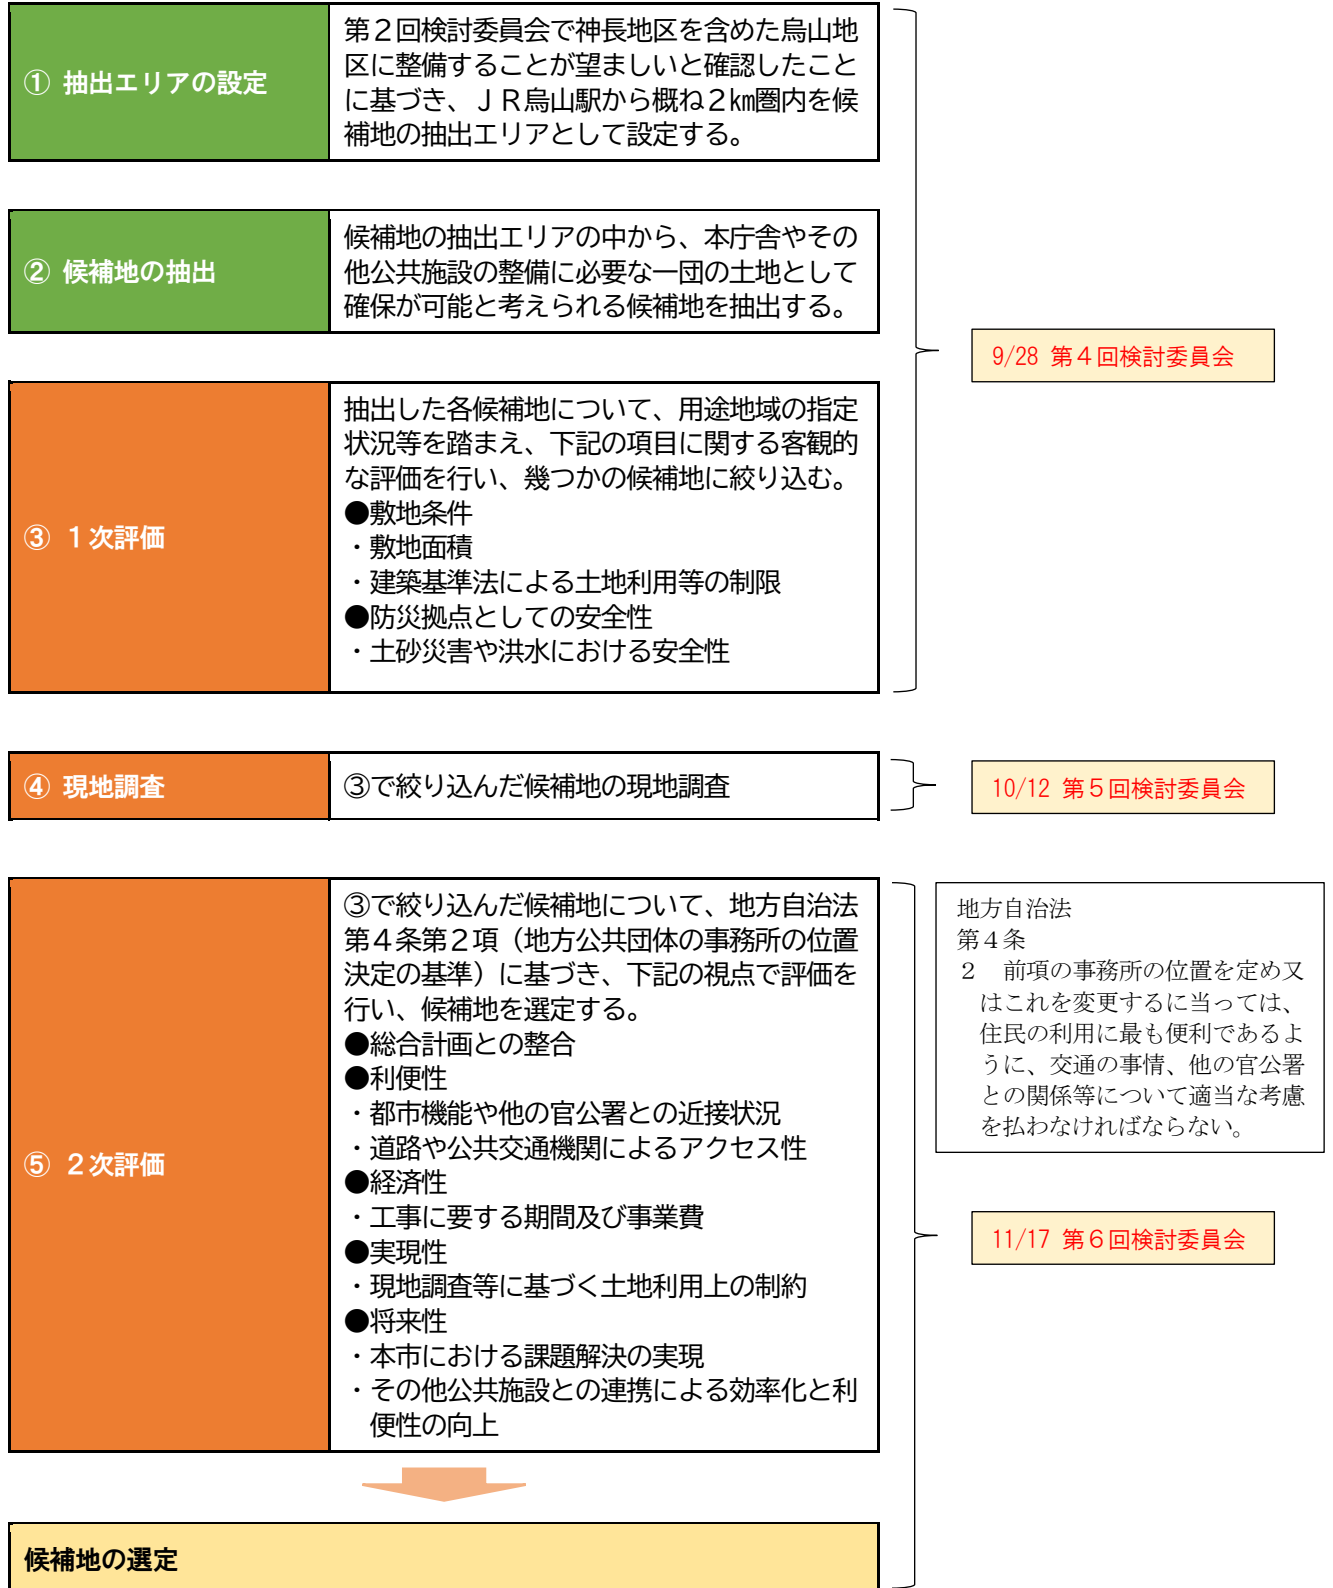 ① 抽出エリアの設定
第２回検討委員会で神長地区を含めた烏山地
区に整備することが望ましいと確認したこと
に基づき、ＪＲ烏山駅から概ね２㎞圏内を候
補地の抽出エリアとして設定する。
② 候補地の抽出
候補地の抽出エリアの中から、本庁舎やその
他公共施設の整備に必要な一団の土地として
確保が可能と考えられる候補地を抽出する。
9/28 第４回検討委員会
③ １次評価
抽出した各候補地について、用途地域の指定
状況等を踏まえ、下記の項目に関する客観的
な評価を行い、幾つかの候補地に絞り込む。
●敷地条件
・敷地面積
・建築基準法による土地利用等の制限
●防災拠点としての安全性
・土砂災害や洪水における安全性
④ 現地調査
③で絞り込んだ候補地の現地調査
10/12 第５回検討委員会
⑤ ２次評価
③で絞り込んだ候補地について、地方自治法
第４条第２項（地方公共団体の事務所の位置
決定の基準）に基づき、下記の視点で評価を
行い、候補地を選定する。
●総合計画との整合
●利便性
・都市機能や他の官公署との近接状況
・道路や公共交通機関によるアクセス性
●経済性
・工事に要する期間及び事業費
●実現性
・現地調査等に基づく土地利用上の制約
●将来性
・本市における課題解決の実現
・その他公共施設との連携による効率化と利
便性の向上
地方自治法
第４条
２　前項の事務所の位置を定め又
はこれを変更するに当っては、
住民の利用に最も便利であるよ
うに、交通の事情、他の官公署
との関係等について適当な考慮
を払わなければならない。
11/17 第６回検討委員会
候補地の選定